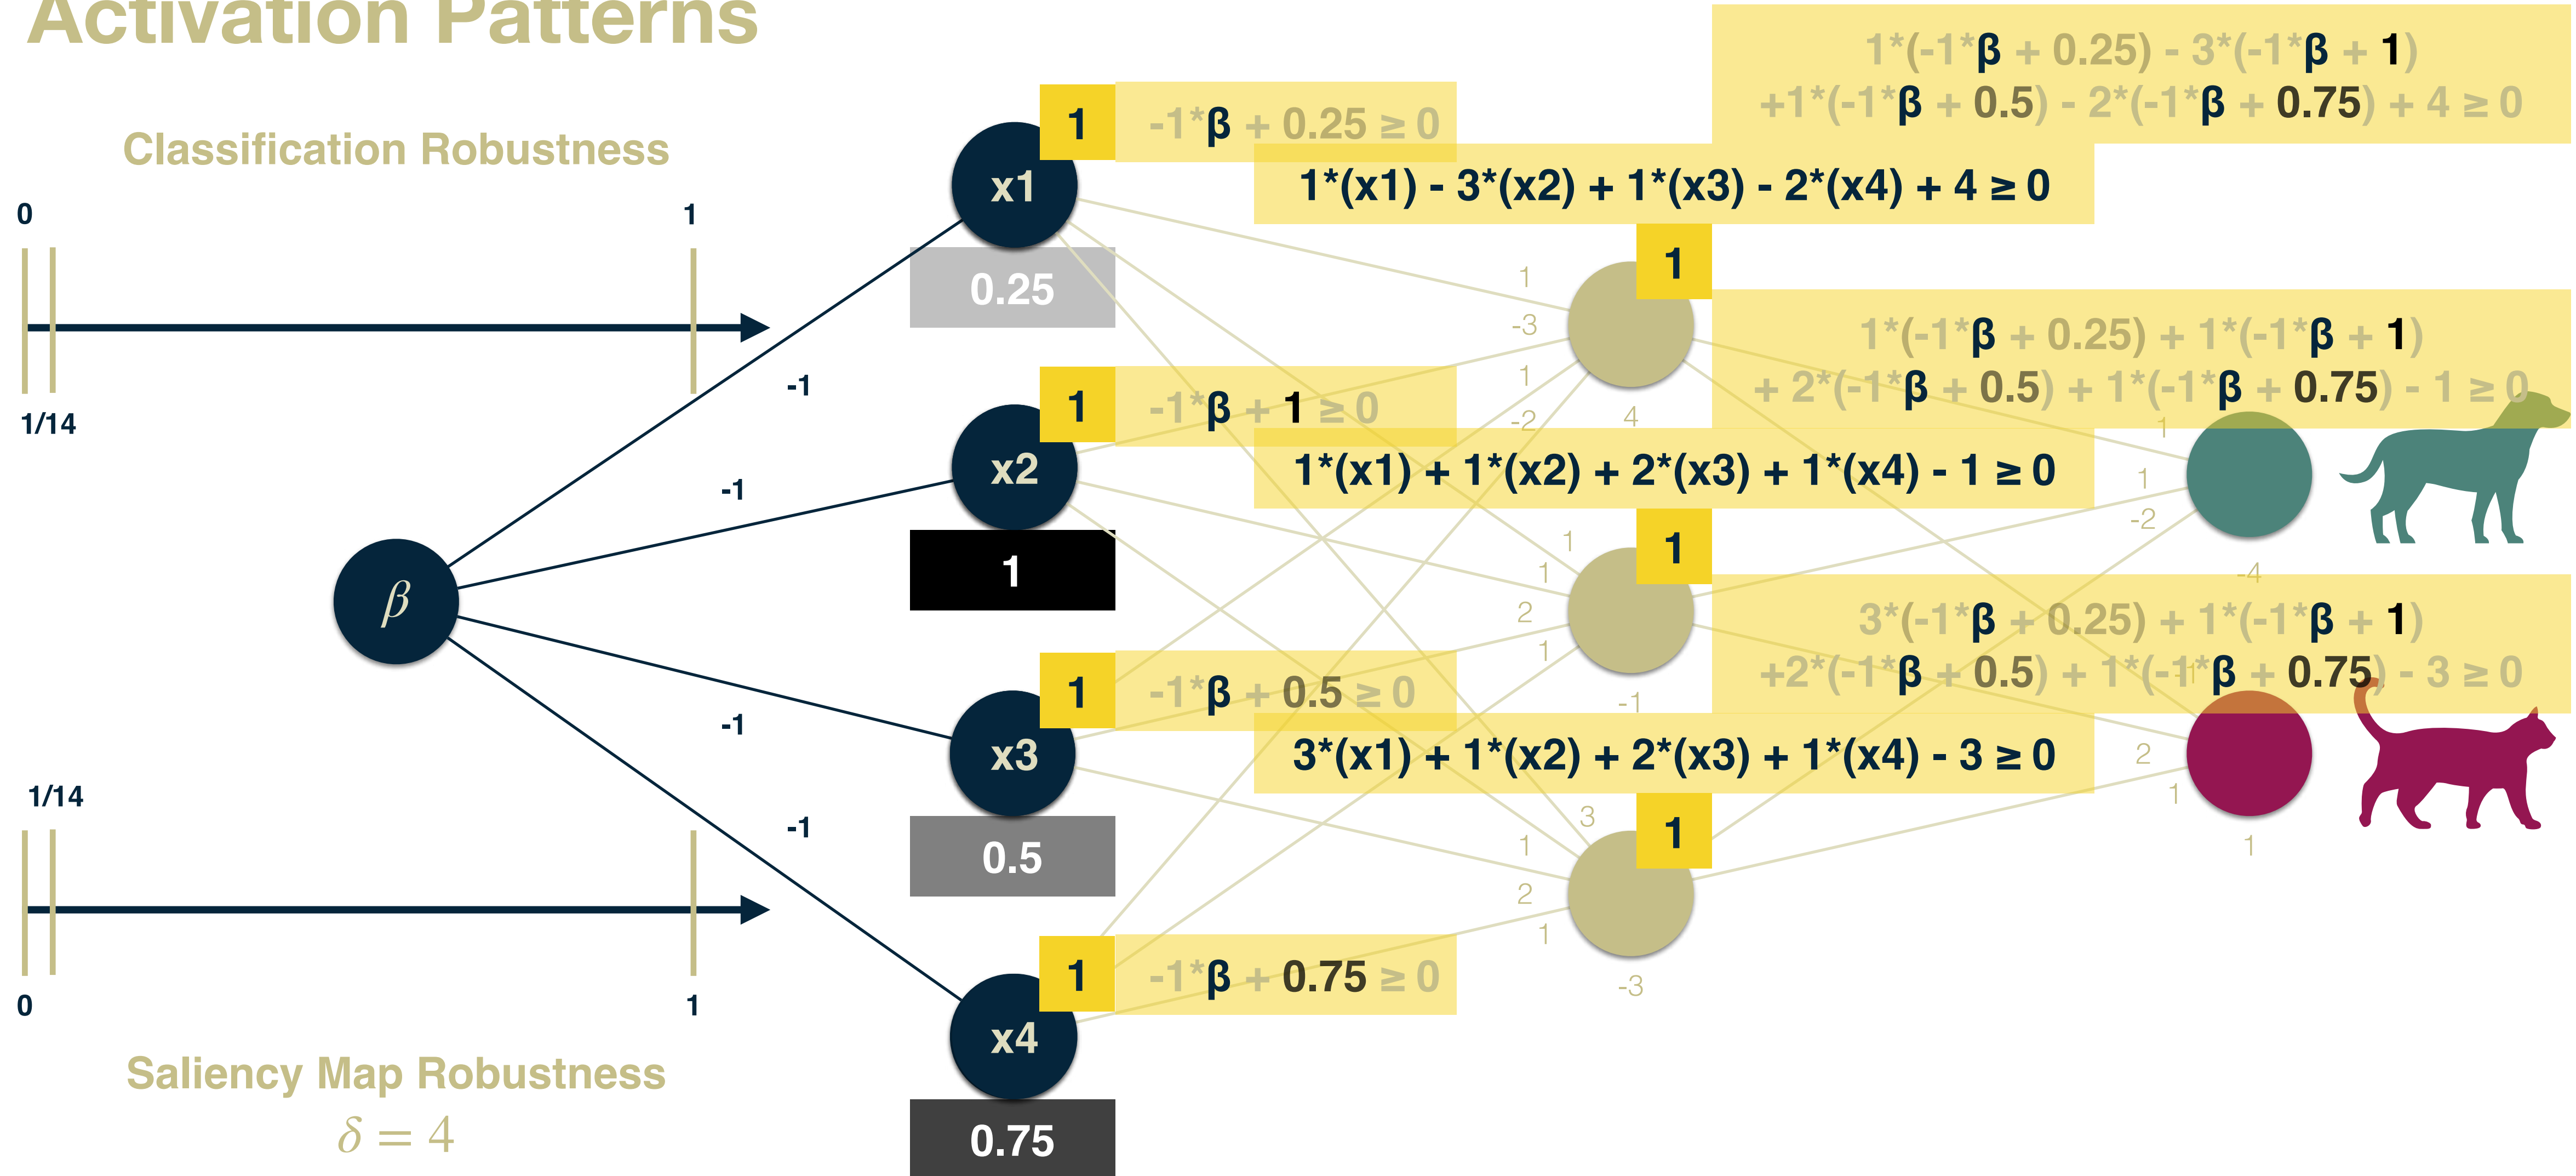 Activation Patterns
Classification Robustness
0
1
1/14
1/14
0
1
Saliency Map Robustness
δ = 4
β
-1
-1
-1
-1
x1
1
-1*β + 0.25 ≥ 0
0.25
x2
1
-1*β + 1 ≥ 0
1
x3
1
-1*β + 0.5 ≥ 0
0.5
x4
1
-1*β + 0.75 ≥ 0
0.75
1*(-1*β + 0.25) - 3*(-1*β + 1)
+1*(-1*β + 0.5) - 2*(-1*β + 0.75) + 4 ≥ 0
1*(x1) - 3*(x2) + 1*(x3) - 2*(x4) + 4 ≥ 0
1
1
-3
1
-2
4
1*(-1*β + 0.25) + 1*(-1*β + 1)
+ 2*(-1*β + 0.5) + 1*(-1*β + 0.75) - 1 ≥ 0
1*(x1) + 1*(x2) + 2*(x3) + 1*(x4) - 1 ≥ 0
1
1
1
2
1
-1
3*(-1*β + 0.25) + 1*(-1*β + 1)
+2*(-1*β + 0.5) + 1*(-1*β + 0.75) - 3 ≥ 0
3*(x1) + 1*(x2) + 2*(x3) + 1*(x4) - 3 ≥ 0
1
3
1
2
1
-3
1
1
-2
-4
-1
2
1
1